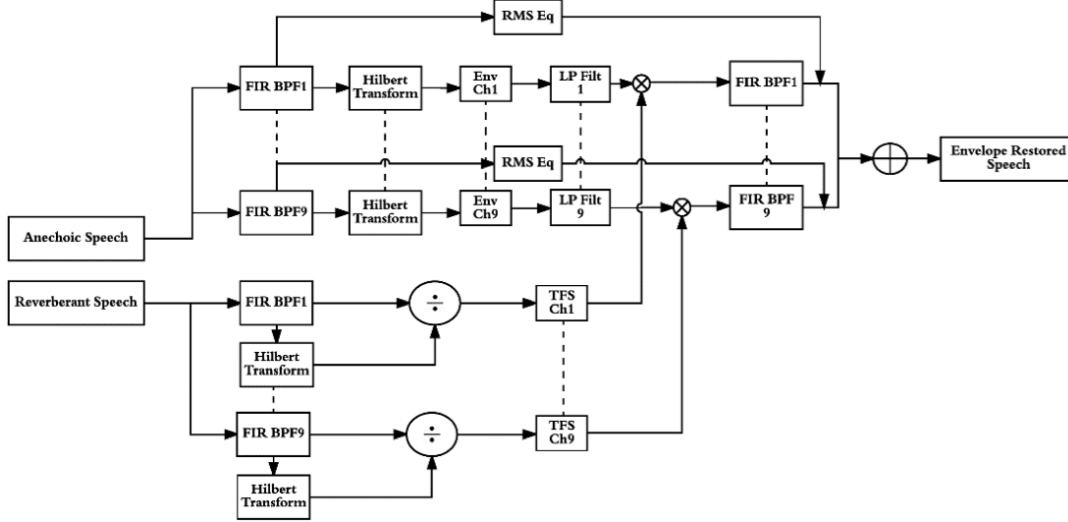 RMS Eq
FIR BPF1
Hilbert
Transform
Env
Ch1
LP Filt
1
FIR BPF1
RMS Eq
FIR BPF9
Hilbert
Transform
Env
Ch9
LP Filt
9
FIR BPF
9
Envelope Restored
Speech
Anechoic Speech
Reverberant Speech
FIR BPF1
÷
TFS
Ch1
Hilbert
Transform
FIR BPF9
÷
TFS
Ch9
Hilbert
Transform